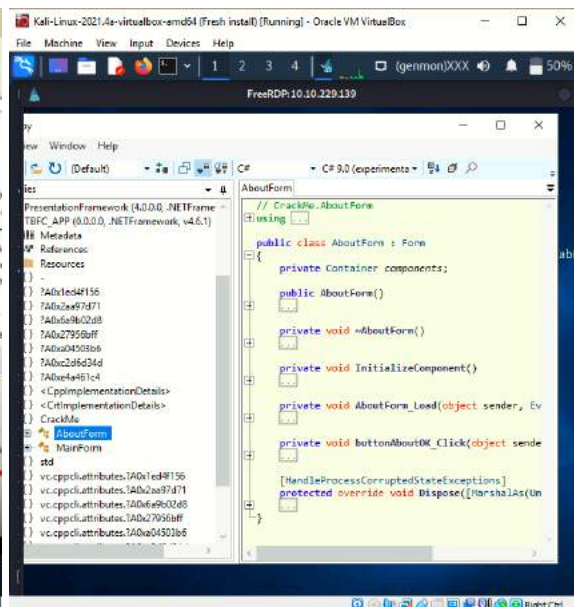 Kali-Linux-2021.4a-virtualbox-amd64 (Fresh install) [Running] - Oracle VM VirtualBox
File Machine View Input Devices Help
1 2 3 4 (genmon)XXX 50%
FreeRDP: 10.10.229.139
py
iew Window Help
(Default) C# C# 9.0 (experimenta
ies
PresentationFramework (4.0.0.0, .NETFrame
TBFC_APP (0.0.0.0, .NETFramework, v4.6.1)
Metadata
References
Resources
{ } -
{ } ?A0x1ed4f156
{ } ?A0x2aa97d71
{ } ?A0x6a9b02d8
{ } ?A0x27956bff
{ } ?A0xa04503b6
{ } ?A0xc2d6d34d
{ } ?A0xe4a461c4
{ } <CppImplementationDetails>
{ } <CrtImplementationDetails>
{ } CrackMe
AboutForm
MainForm
{ } std
{ } vc.cppcli.attributes.?A0x1ed4f156
{ } vc.cppcli.attributes.?A0x2aa97d71
{ } vc.cppcli.attributes.?A0x6a9b02d8
{ } vc.cppcli.attributes.?A0x27956bff
{ } vc.cppcli.attributes.?A0xa04503b6
AboutForm
// CrackMe.AboutForm
using ...
public class AboutForm : Form
{
private Container components;
public AboutForm()
...
private void ~AboutForm()
...
private void InitializeComponent()
...
private void AboutForm_Load(object sender, Ev
...
private void buttonAboutOK_Click(object sende
...
[HandleProcessCorruptedStateExceptions]
protected override void Dispose([MarshalAs(Un
...
}
abi
Right Ctrl